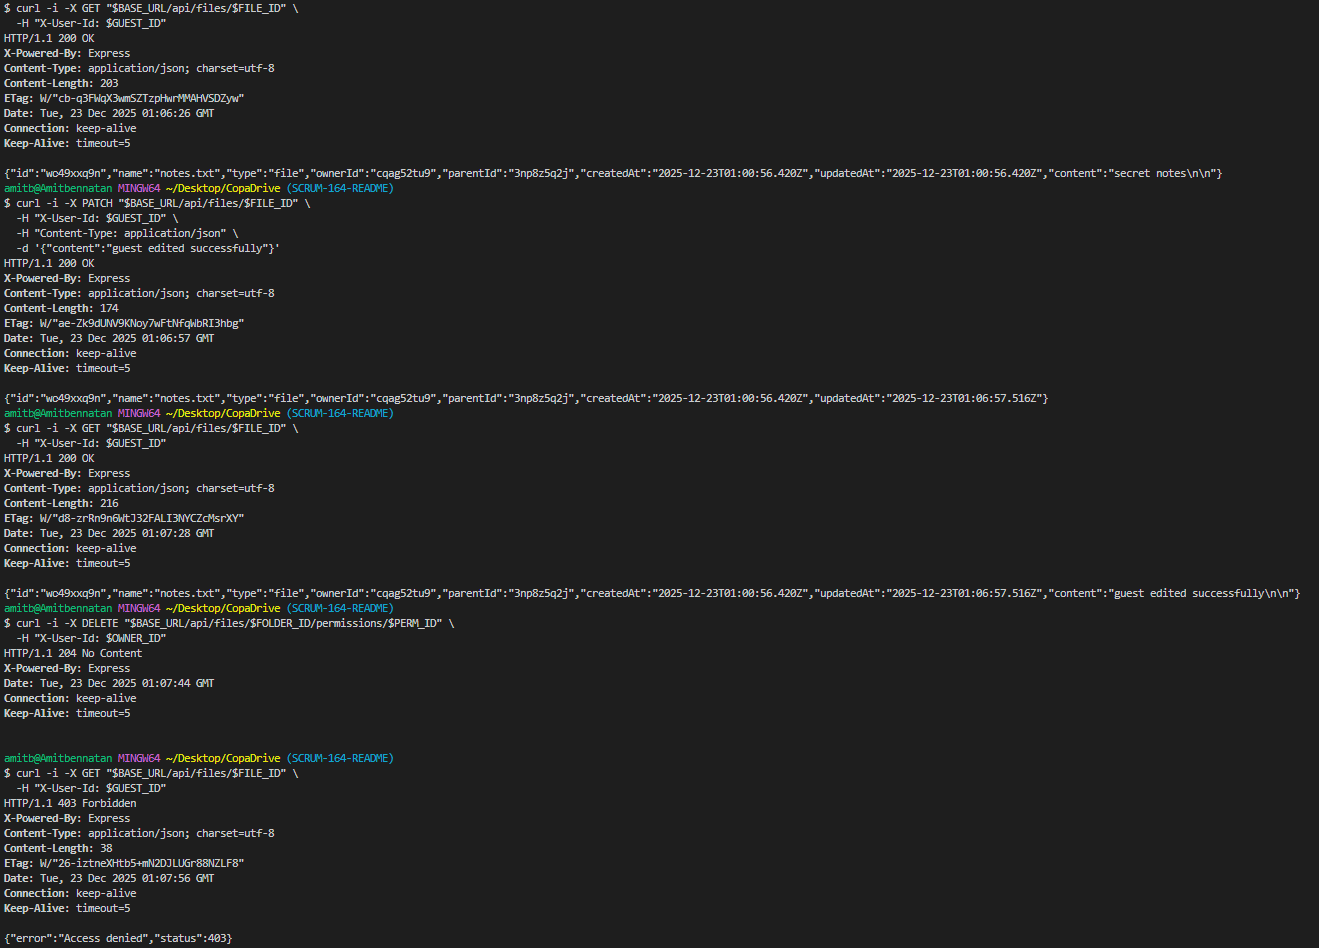 $ curl -i -X GET "$BASE_URL/api/files/$FILE_ID" \
  -H "X-User-Id: $GUEST_ID"
HTTP/1.1 200 OK
X-Powered-By: Express
Content-Type: application/json; charset=utf-8
Content-Length: 203
ETag: W/"cb-q3FWqX3wmSZTzpHwrMMAHVSDZyw"
Date: Tue, 23 Dec 2025 01:06:26 GMT
Connection: keep-alive
Keep-Alive: timeout=5

{"id":"wo49xxq9n","name":"notes.txt","type":"file","ownerId":"cqag52tu9","parentId":"3np8z5q2j","createdAt":"2025-12-23T01:00:56.420Z","updatedAt":"2025-12-23T01:00:56.420Z","content":"secret notes\n\n"}
amitb@Amitbennatan MINGW64 ~/Desktop/CopaDrive (SCRUM-164-README)
$ curl -i -X PATCH "$BASE_URL/api/files/$FILE_ID" \
  -H "X-User-Id: $GUEST_ID" \
  -H "Content-Type: application/json" \
  -d '{"content":"guest edited successfully"}'
HTTP/1.1 200 OK
X-Powered-By: Express
Content-Type: application/json; charset=utf-8
Content-Length: 174
ETag: W/"ae-Zk9dUNV9KNoy7wFtNfqWbRI3hbg"
Date: Tue, 23 Dec 2025 01:06:57 GMT
Connection: keep-alive
Keep-Alive: timeout=5

{"id":"wo49xxq9n","name":"notes.txt","type":"file","ownerId":"cqag52tu9","parentId":"3np8z5q2j","createdAt":"2025-12-23T01:00:56.420Z","updatedAt":"2025-12-23T01:06:57.516Z"}
amitb@Amitbennatan MINGW64 ~/Desktop/CopaDrive (SCRUM-164-README)
$ curl -i -X GET "$BASE_URL/api/files/$FILE_ID" \
  -H "X-User-Id: $GUEST_ID"
HTTP/1.1 200 OK
X-Powered-By: Express
Content-Type: application/json; charset=utf-8
Content-Length: 216
ETag: W/"d8-zrRn9n6WtJ32FALI3NYCZcMsrXY"
Date: Tue, 23 Dec 2025 01:07:28 GMT
Connection: keep-alive
Keep-Alive: timeout=5

{"id":"wo49xxq9n","name":"notes.txt","type":"file","ownerId":"cqag52tu9","parentId":"3np8z5q2j","createdAt":"2025-12-23T01:00:56.420Z","updatedAt":"2025-12-23T01:06:57.516Z","content":"guest edited successfully\n\n"}
amitb@Amitbennatan MINGW64 ~/Desktop/CopaDrive (SCRUM-164-README)
$ curl -i -X DELETE "$BASE_URL/api/files/$FOLDER_ID/permissions/$PERM_ID" \
  -H "X-User-Id: $OWNER_ID"
HTTP/1.1 204 No Content
X-Powered-By: Express
Date: Tue, 23 Dec 2025 01:07:44 GMT
Connection: keep-alive
Keep-Alive: timeout=5

amitb@Amitbennatan MINGW64 ~/Desktop/CopaDrive (SCRUM-164-README)
$ curl -i -X GET "$BASE_URL/api/files/$FILE_ID" \
  -H "X-User-Id: $GUEST_ID"
HTTP/1.1 403 Forbidden
X-Powered-By: Express
Content-Type: application/json; charset=utf-8
Content-Length: 38
ETag: W/"26-iztneXHtb5+mN2DJLUGr88NZLF8"
Date: Tue, 23 Dec 2025 01:07:56 GMT
Connection: keep-alive
Keep-Alive: timeout=5

{"error":"Access denied","status":403}